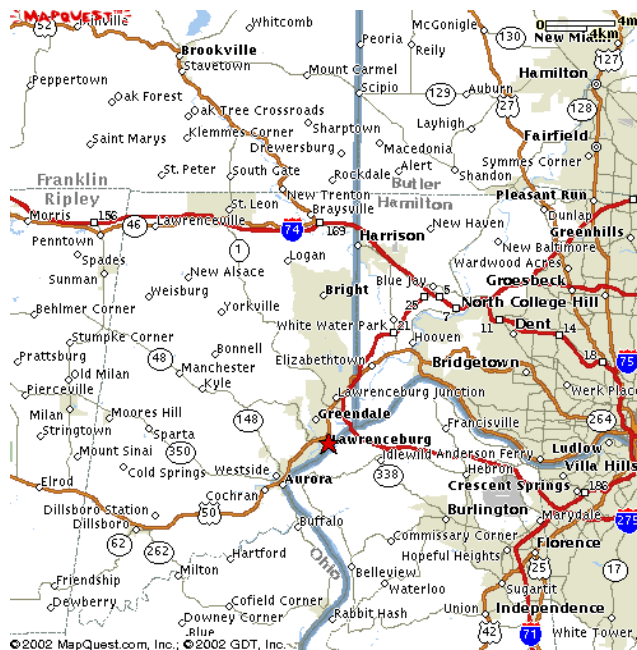 MAPQUEST
52
Whitcomb
McGonigle
130
0 4m
4km
New Mia...
127
Peoria
Reily
Brookville
Stavetown
Mount Carmel
Scipio
Hamilton
Peppertown
129
Auburn
27
128
Oak Forest
Oak Tree Crossroads
Layhigh
Fairfield
Klemmes Corner
Sharptown
Saint Marys
Drewersburg
Macedonia
Symmes Corner
St. Peter
South Gate
Rockdale
Alert
Shandon
Franklin
Ripley
New Trenton
Butler
Hamilton
Pleasant Run
St. Leon
Braysville
Dunlap
Morris
156
46
Lawrenceville
74
169
New Haven
Greenhills
Penntown
1
Harrison
New Baltimore
Spades
Logan
Wardwood Acres
Sunman
New Alsace
Blue Jay
Groesbeck
Weisburg
Bright
25
5
7
North College Hill
Behlmer Corner
Yorkville
White Water Park
21
11
Dent
14
Stumpke Corner
Hooven
Prattsburg
48
Bonnell
Elizabethtown
Bridgetown
18
75
Old Milan
Manchester
Kyle
Pierceville
Lawrenceburg Junction
Werk Place
Milan
Moores Hill
148
Greendale
Francisville
264
Stringtown
Sparta
350
Lawrenceburg
Ludlow
Mount Sinai
Idlewild
Anderson Ferry
Cold Springs
Westside
338
Hebron
Villa Hills
Elrod
Cochran
Aurora
Crescent Springs
186
Dillsboro Station
50
Burlington
Marydale
275
Dillsboro
Buffalo
62
262
Commissary Corner
Florence
Hartford
Ohio
Hopeful Heights
25
Milton
Belleview
17
Friendship
Waterloo
Sugartit
Dewberry
Cofield Corner
Rabbit Hash
Union
Independence
Downey Corner
Blue
42
71
White Tower
©2002 MapQuest.com, Inc.; ©2002 GDT, Inc.